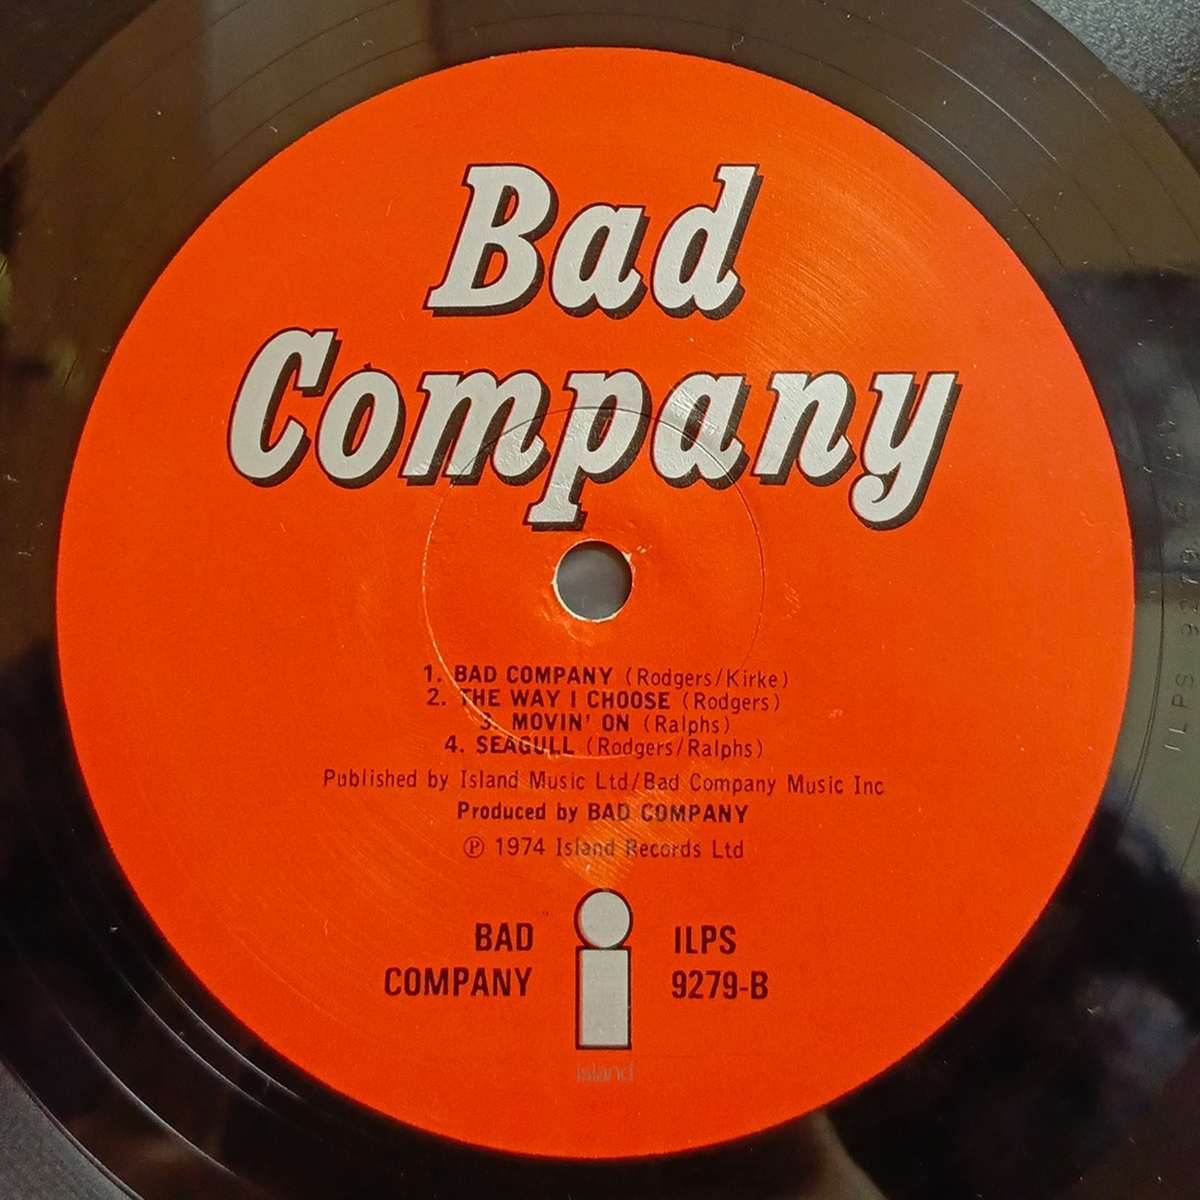 Bad
Company
1. BAD COMPANY (Rodgers/Kirke)
2. THE WAY I CHOOSE (Rodgers)
3. MOVIN' ON (Ralphs)
4. SEAGULL (Rodgers/Ralphs)
Published by Island Music Ltd/Bad Company Music Inc
Produced by BAD COMPANY
℗ 1974 Island Records Ltd
BAD
COMPANY
i
island
ILPS
9279-B
ILPS 9279 B